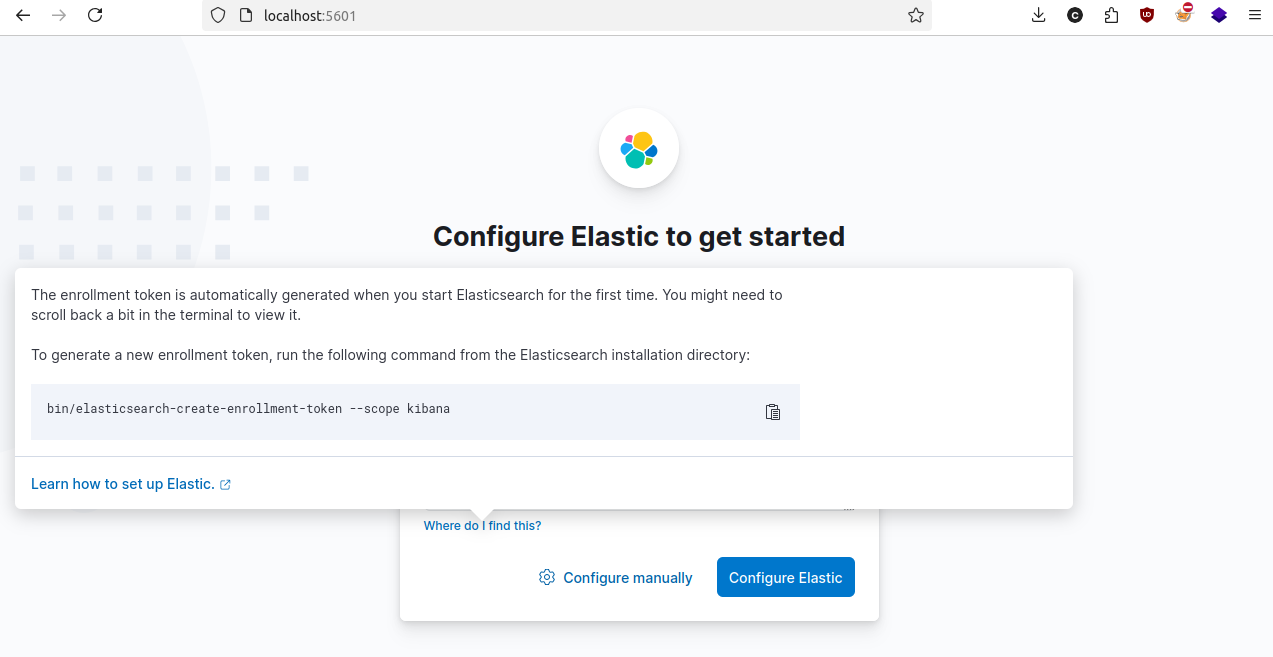 localhost:5601
Configure Elastic to get started
The enrollment token is automatically generated when you start Elasticsearch for the first time. You might need to
scroll back a bit in the terminal to view it.
To generate a new enrollment token, run the following command from the Elasticsearch installation directory:
bin/elasticsearch-create-enrollment-token --scope kibana
Learn how to set up Elastic.
Where do I find this?
Configure manually
Configure Elastic